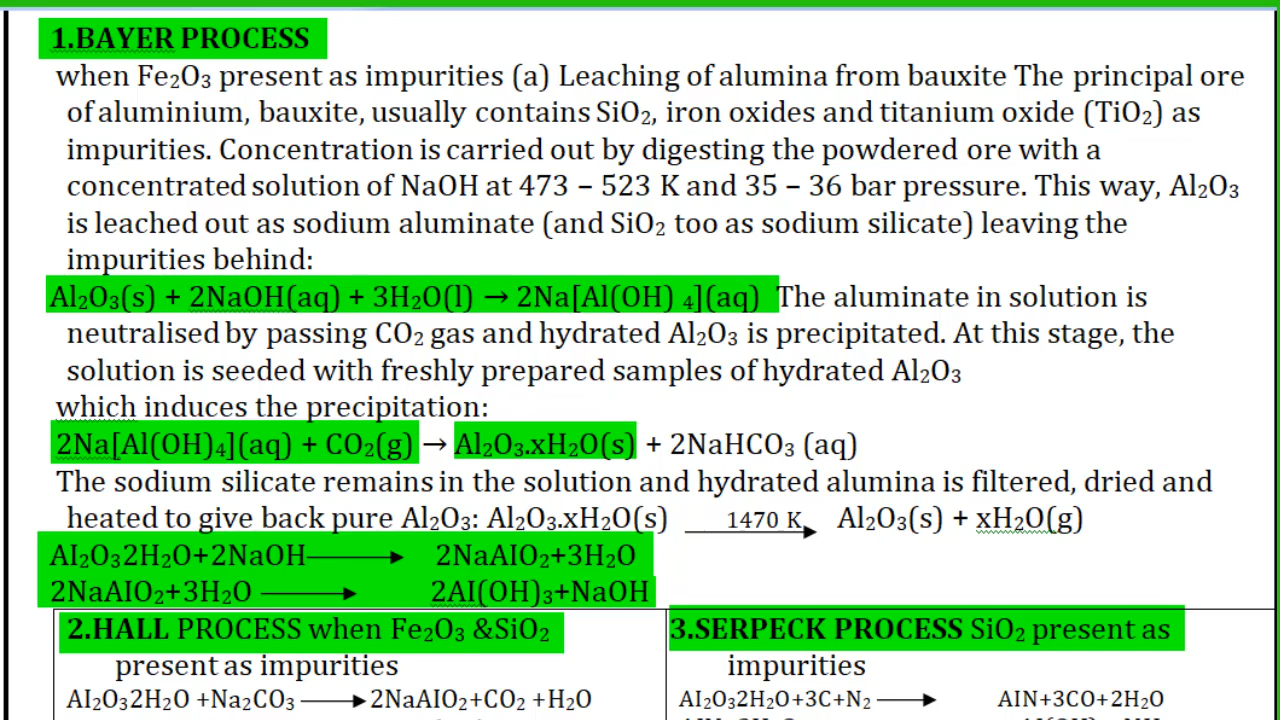 1.BAYER PROCESS
when Fe₂O₃ present as impurities (a) Leaching of alumina from bauxite The principal ore
of aluminium, bauxite, usually contains SiO₂, iron oxides and titanium oxide (TiO₂) as
impurities. Concentration is carried out by digesting the powdered ore with a
concentrated solution of NaOH at 473 – 523 K and 35 – 36 bar pressure. This way, Al₂O₃
is leached out as sodium aluminate (and SiO₂ too as sodium silicate) leaving the
impurities behind:
Al₂O₃(s) + 2NaOH(aq) + 3H₂O(l) → 2Na[Al(OH) ₄](aq) The aluminate in solution is
neutralised by passing CO₂ gas and hydrated Al₂O₃ is precipitated. At this stage, the
solution is seeded with freshly prepared samples of hydrated Al₂O₃
which induces the precipitation:
2Na[Al(OH)₄](aq) + CO₂(g) → Al₂O₃.xH₂O(s) + 2NaHCO₃ (aq)
The sodium silicate remains in the solution and hydrated alumina is filtered, dried and
heated to give back pure Al₂O₃: Al₂O₃.xH₂O(s) 1470 K → Al₂O₃(s) + xH₂O(g)
AI₂O₃2H₂O+2NaOH → 2NaAIO₂+3H₂O
2NaAIO₂+3H₂O → 2AI(OH)₃+NaOH
2.HALL PROCESS when Fe₂O₃ &SiO₂
present as impurities
AI₂O₃2H₂O +Na₂CO₃ → 2NaAIO₂+CO₂ +H₂O
3.SERPECK PROCESS SiO₂ present as
impurities
AI₂O₃2H₂O+3C+N₂ → AIN+3CO+2H₂O